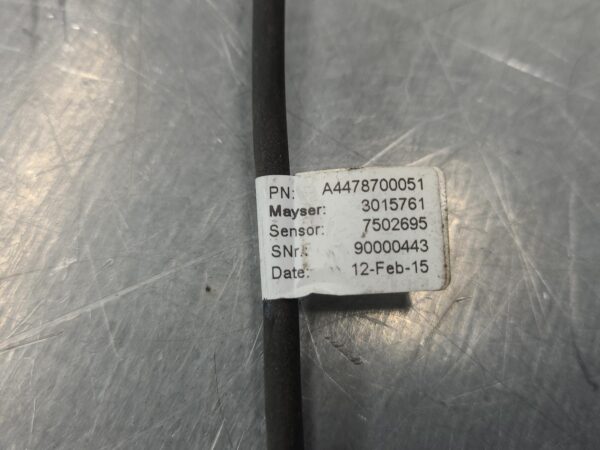 PN: A4478700051
Mayser: 3015761
Sensor: 7502695
SNr.: 90000443
Date: 12-Feb-15